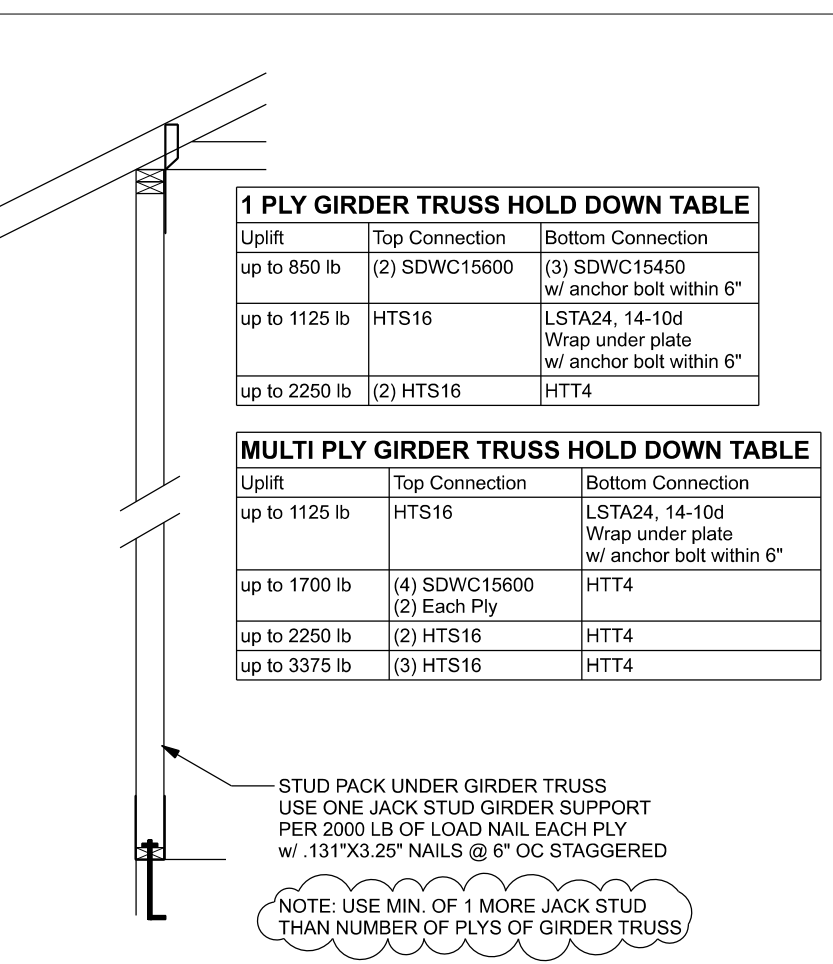 1 PLY GIRDER TRUSS HOLD DOWN TABLE
Uplift Top Connection Bottom Connection
up to 850 lb (2) SDWC15600 (3) SDWC15450
w/ anchor bolt within 6"
up to 1125 lb HTS16 LSTA24, 14-10d
Wrap under plate
w/ anchor bolt within 6"
up to 2250 lb (2) HTS16 HTT4
MULTI PLY GIRDER TRUSS HOLD DOWN TABLE
Uplift Top Connection Bottom Connection
up to 1125 lb HTS16 LSTA24, 14-10d
Wrap under plate
w/ anchor bolt within 6"
up to 1700 lb (4) SDWC15600 HTT4
(2) Each Ply
up to 2250 lb (2) HTS16 HTT4
up to 3375 lb (3) HTS16 HTT4
STUD PACK UNDER GIRDER TRUSS
USE ONE JACK STUD GIRDER SUPPORT
PER 2000 LB OF LOAD NAIL EACH PLY
w/ .131"X3.25" NAILS @ 6" OC STAGGERED
NOTE: USE MIN. OF 1 MORE JACK STUD
THAN NUMBER OF PLYS OF GIRDER TRUSS